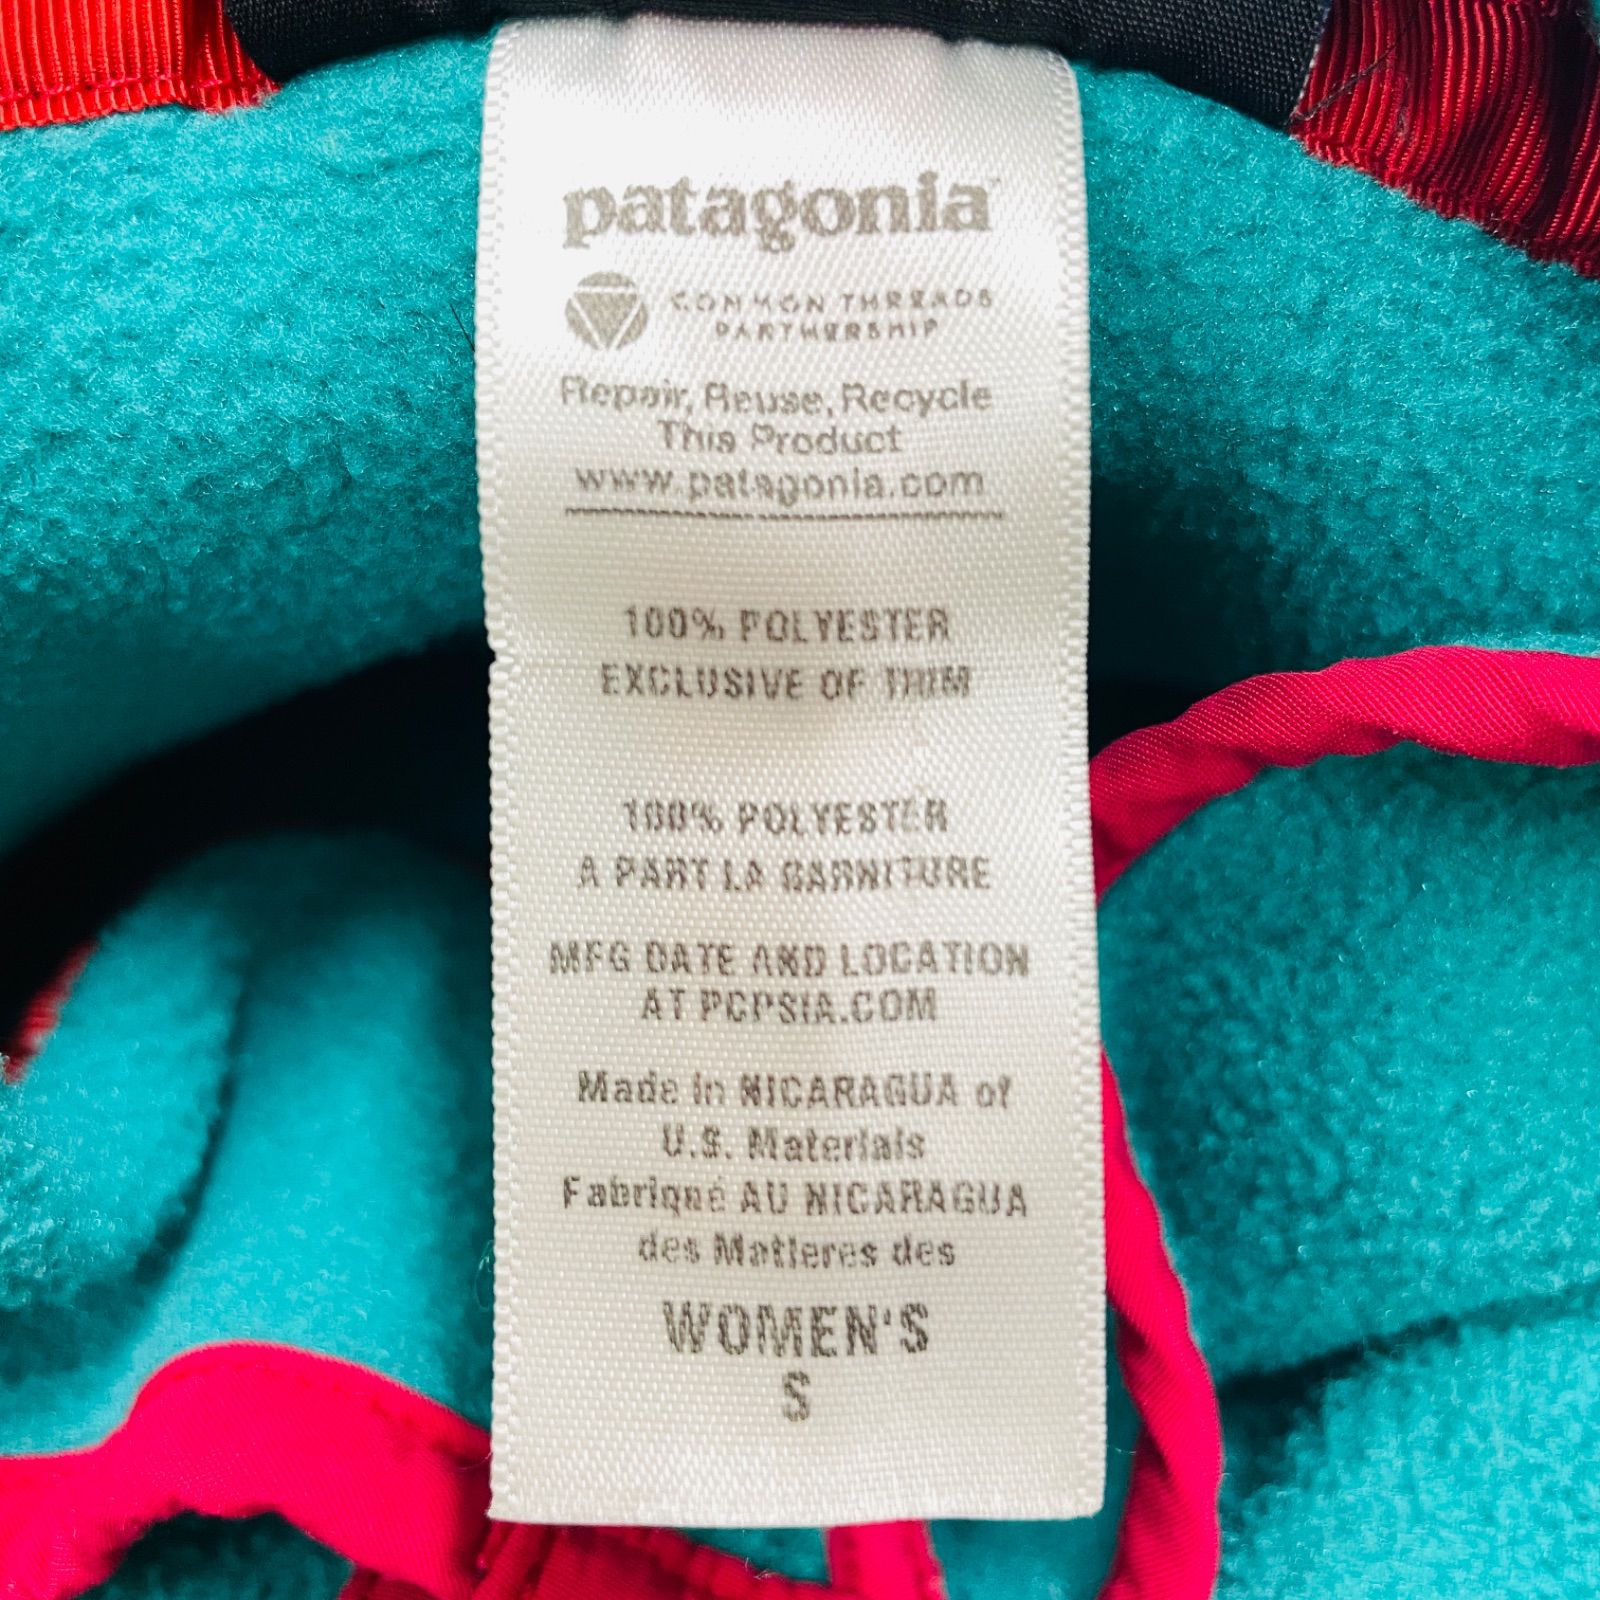 patagonia
COMMON THREADS
PARTNERSHIP
Repair, Reuse, Recycle
This Product
www.patagonia.com
100% POLYESTER
EXCLUSIVE OF TRIM
100% POLYESTER
A PART LA GARNITURE
MFG DATE AND LOCATION
AT PCPSIA.COM
Made in NICARAGUA of
U.S. Materials
Fabriqué AU NICARAGUA
des Matieres des
WOMEN'S
S